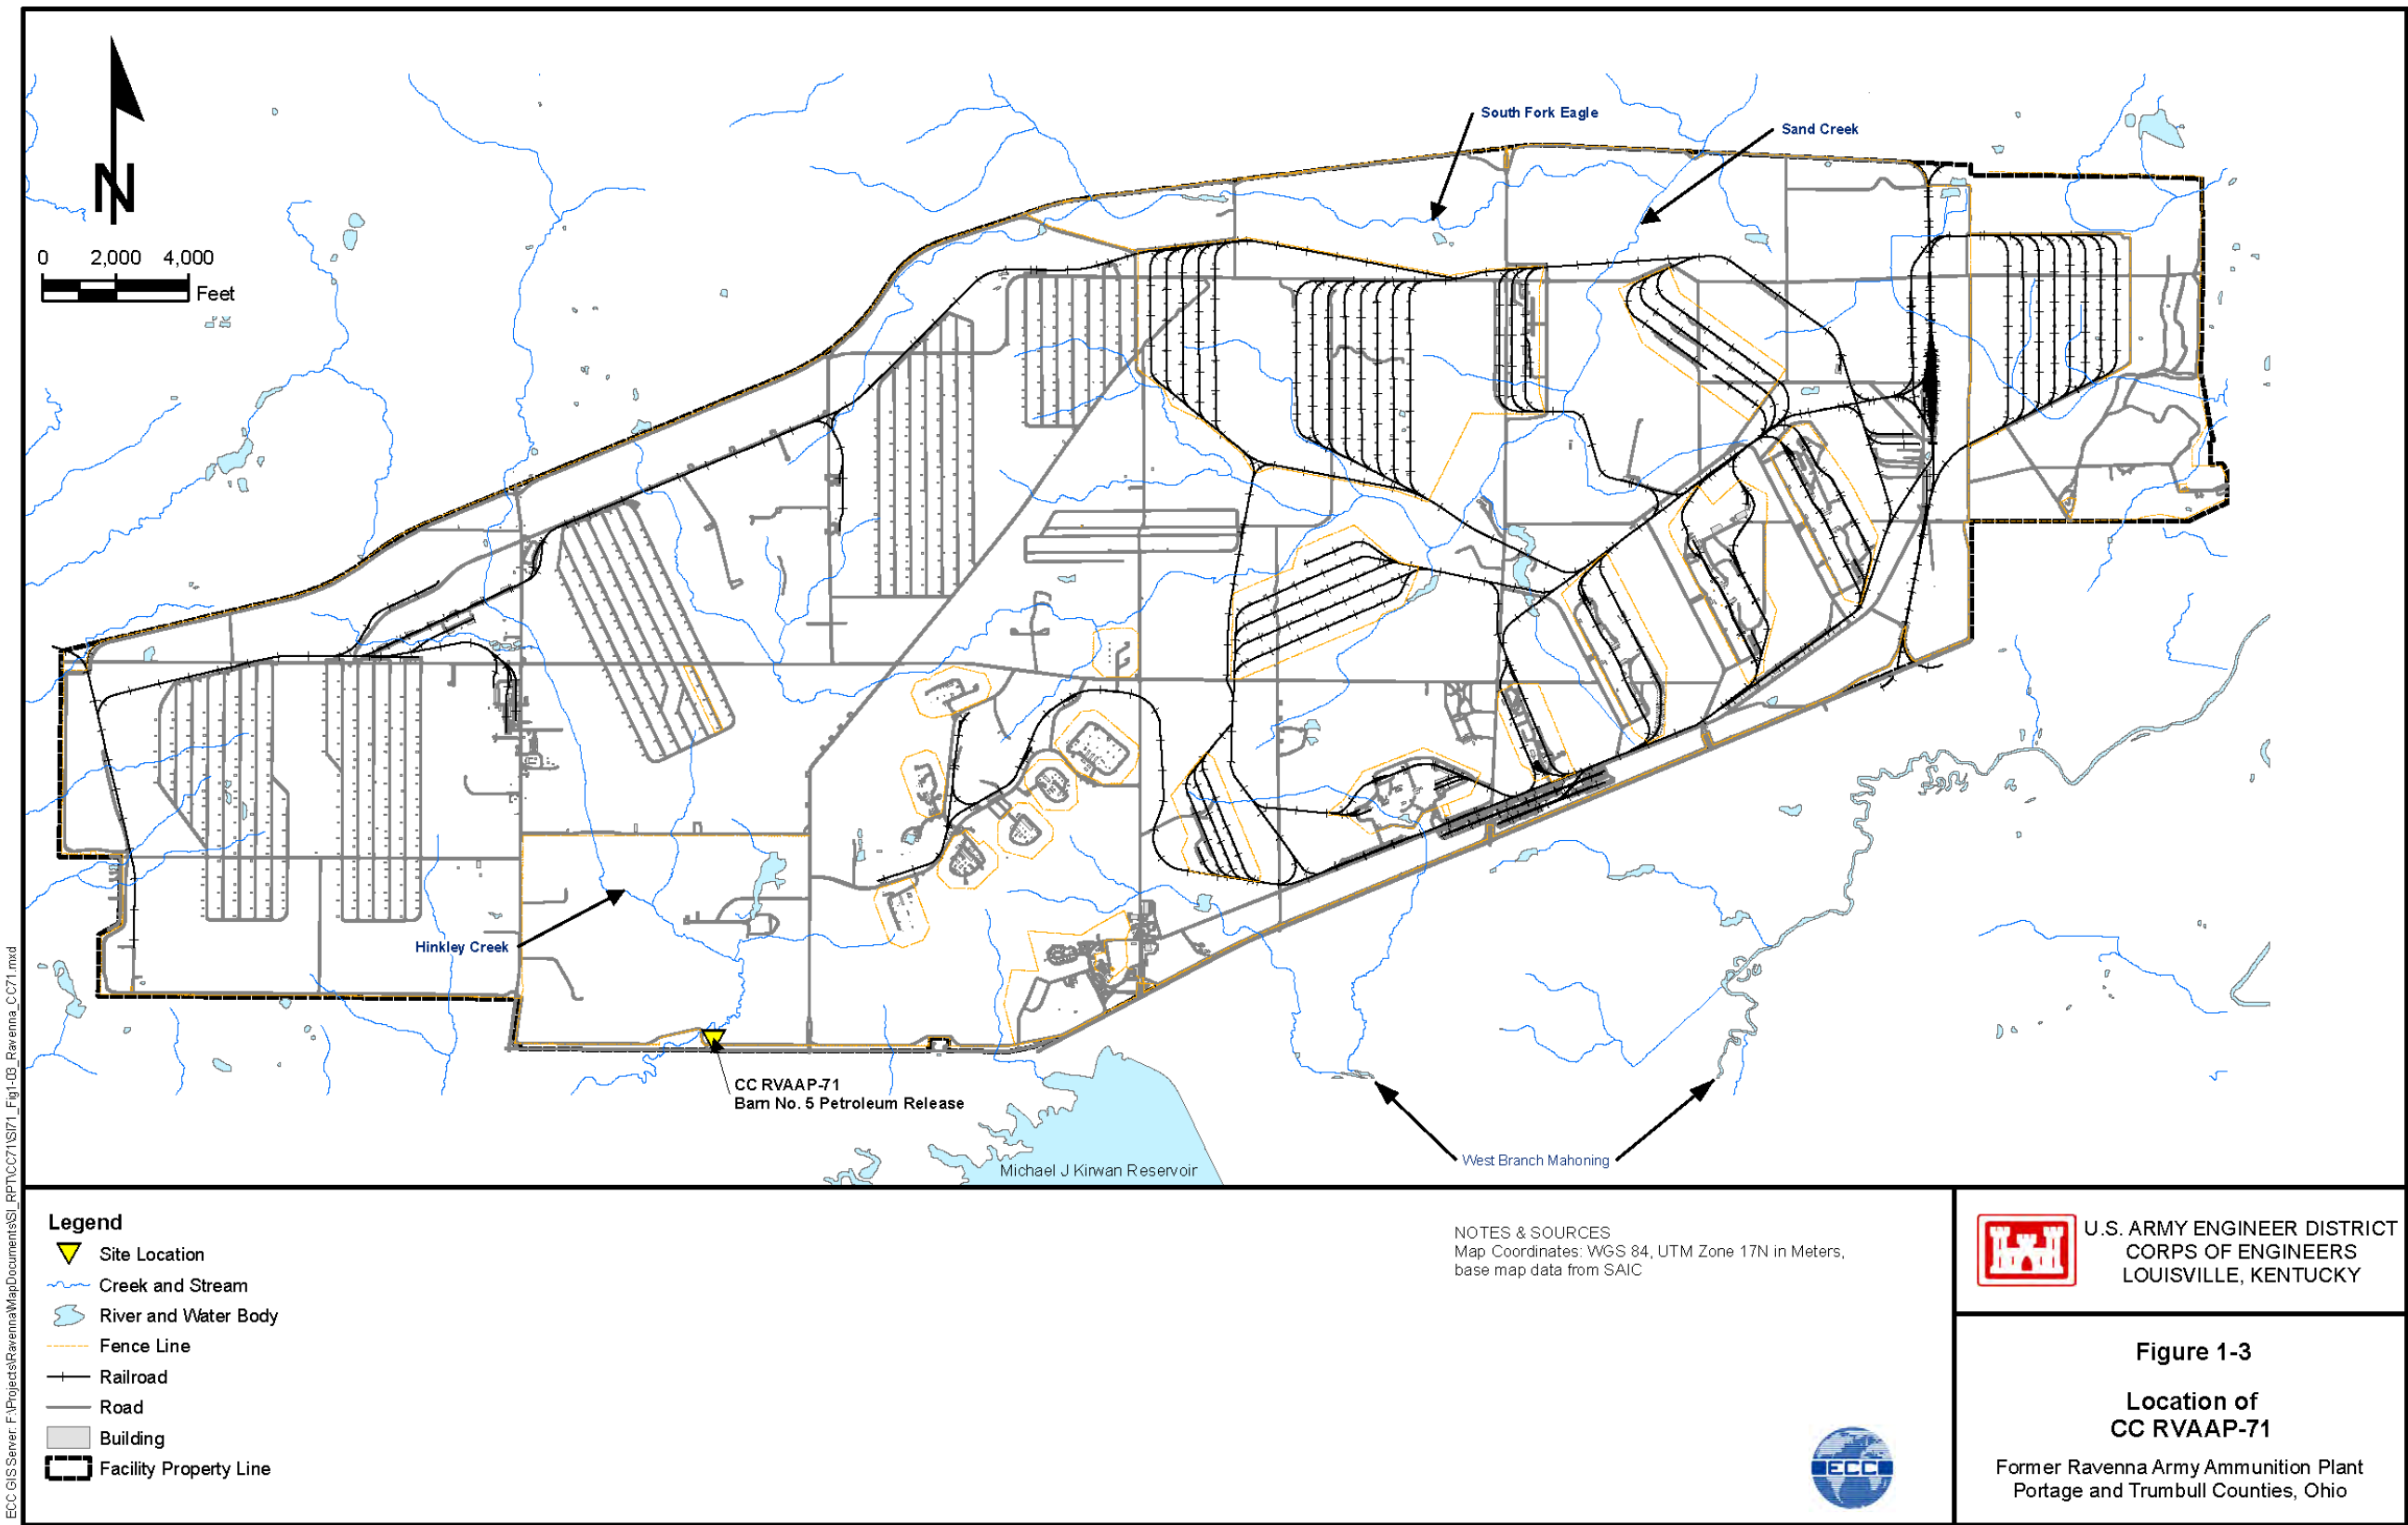 South Fork Eagle
Sand Creek
N
0 2,000 4,000
Feet
Hinkley Creek
CC RVAAP-71
Barn No. 5 Petroleum Release
Michael J Kirwan Reservoir
West Branch Mahoning
ECC GIS Server: F:\Projects\Ravenna\MapDocuments\SI_RPT\CC71\SI71_Fig1-03_Ravenna_CC71.mxd
Legend
Site Location
Creek and Stream
River and Water Body
Fence Line
Railroad
Road
Building
Facility Property Line
NOTES & SOURCES
Map Coordinates: WGS 84, UTM Zone 17N in Meters,
base map data from SAIC
ECC
U.S. ARMY ENGINEER DISTRICT
CORPS OF ENGINEERS
LOUISVILLE, KENTUCKY
Figure 1-3
Location of
CC RVAAP-71
Former Ravenna Army Ammunition Plant
Portage and Trumbull Counties, Ohio